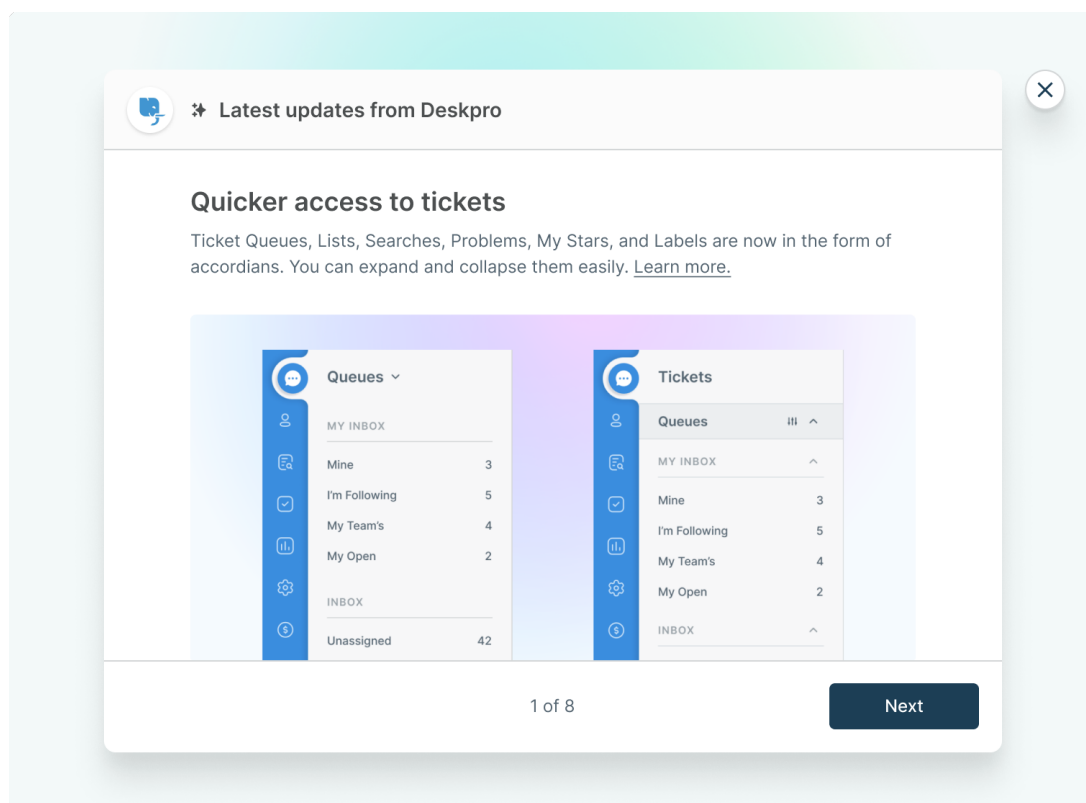 Latest updates from Deskpro
Quicker access to tickets
Ticket Queues, Lists, Searches, Problems, My Stars, and Labels are now in the form of
accordians. You can expand and collapse them easily. Learn more.
Queues
MY INBOX
Mine 3
I'm Following 5
My Team's 4
My Open 2
INBOX
Unassigned 42
Tickets
Queues
MY INBOX
Mine 3
I'm Following 5
My Team's 4
My Open 2
INBOX
1 of 8
Next